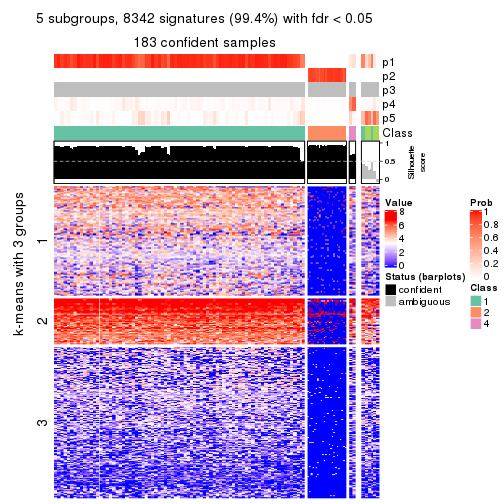 5 subgroups, 8342 signatures (99.4%) with fdr < 0.05
183 confident samples
p1
p2
p3
p4
p5
Class
1
0.5
0
Silhouette
score
k-means with 3 groups
1
2
3
Value
8
6
4
2
0
Status (barplots)
confident
ambiguous
Prob
1
0.8
0.6
0.4
0.2
0
Class
1
2
4